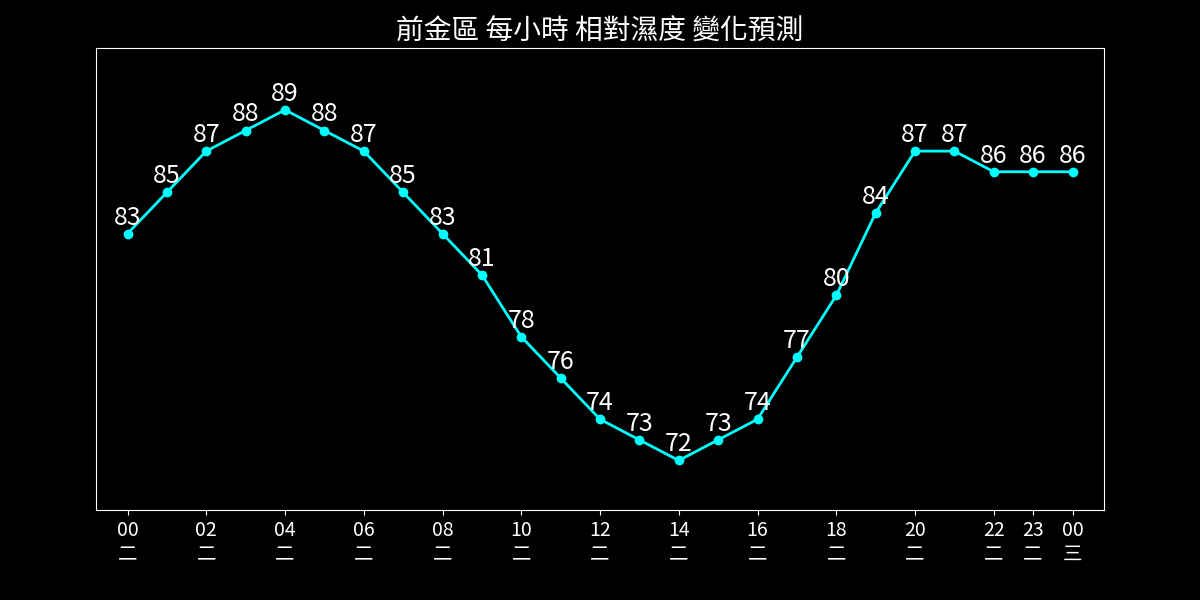 前金區 每小時 相對濕度 變化預測
83 85 87 88 89 88 87 85 83 81 78 76 74 73 72 73 74 77 80 84 87 87 86 86 86
00 02 04 06 08 10 12 14 16 18 20 22 23 00
二 二 二 二 二 二 二 二 二 二 二 二 二 三